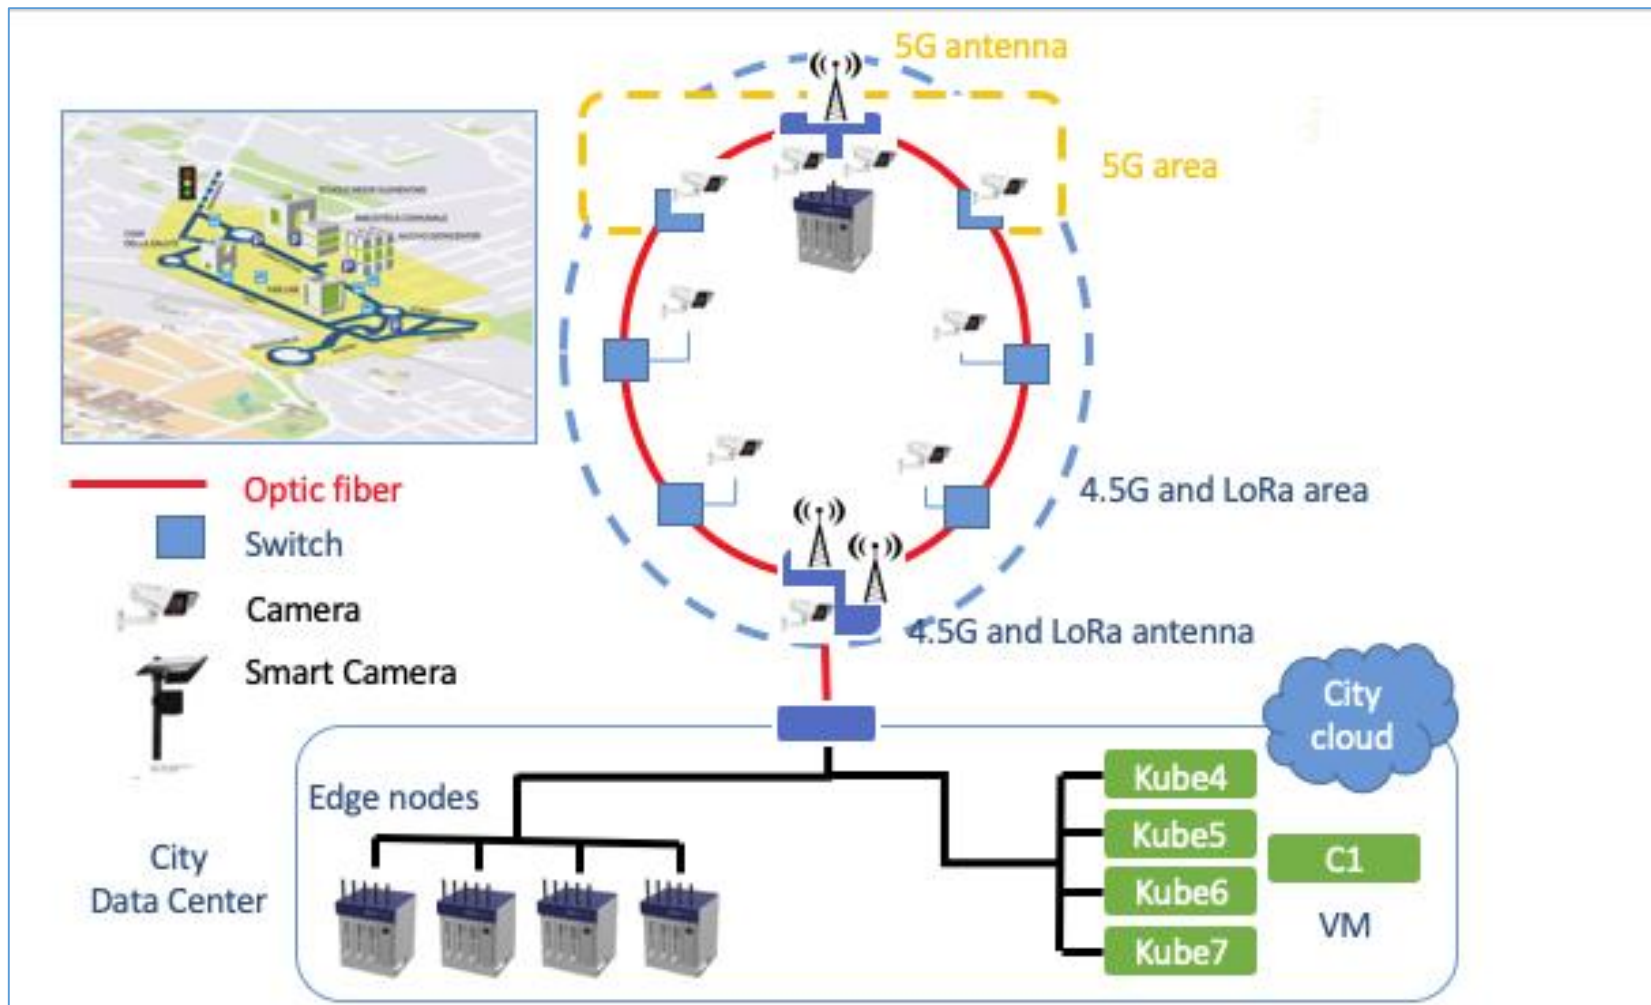 5G antenna
5G area
Optic fiber
Switch
Camera
Smart Camera
4.5G and LoRa area
4.5G and LoRa antenna
City
cloud
Edge nodes
City
Data Center
Kube4
Kube5
Kube6
Kube7
C1
VM